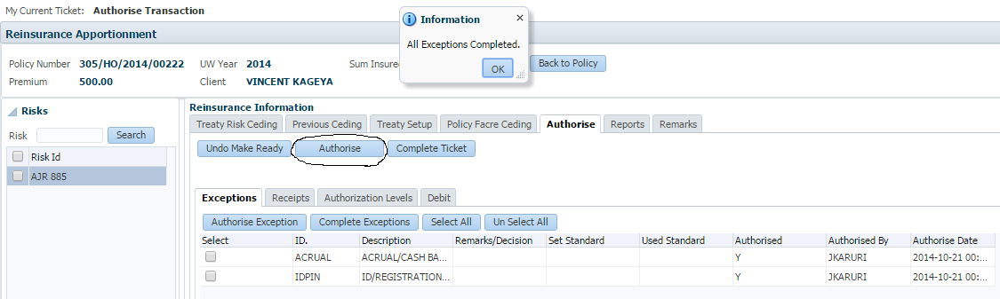 My Current Ticket: Authorise Transaction
Information
All Exceptions Completed.
OK
Reinsurance Apportionment
Policy Number 305/HO/2014/00222 UW Year 2014 Sum Insured Back to Policy
Premium 500.00 Client VINCENT KAGEYA
Risks
Risk Search
Risk Id
AJR 885
Reinsurance Information
Treaty Risk Ceding Previous Ceding Treaty Setup Policy Facre Ceding Authorise Reports Remarks
Undo Make Ready Authorise Complete Ticket
Exceptions Receipts Authorization Levels Debit
Authorise Exception Complete Exceptions Select All Un Select All
Select ID. Description Remarks/Decision Set Standard Used Standard Authorised Authorised By Authorise Date
ACRUAL ACRUAL/CASH BA... Y JKARURI 2014-10-21 00:...
IDPIN ID/REGISTRATION... Y JKARURI 2014-10-21 00:...